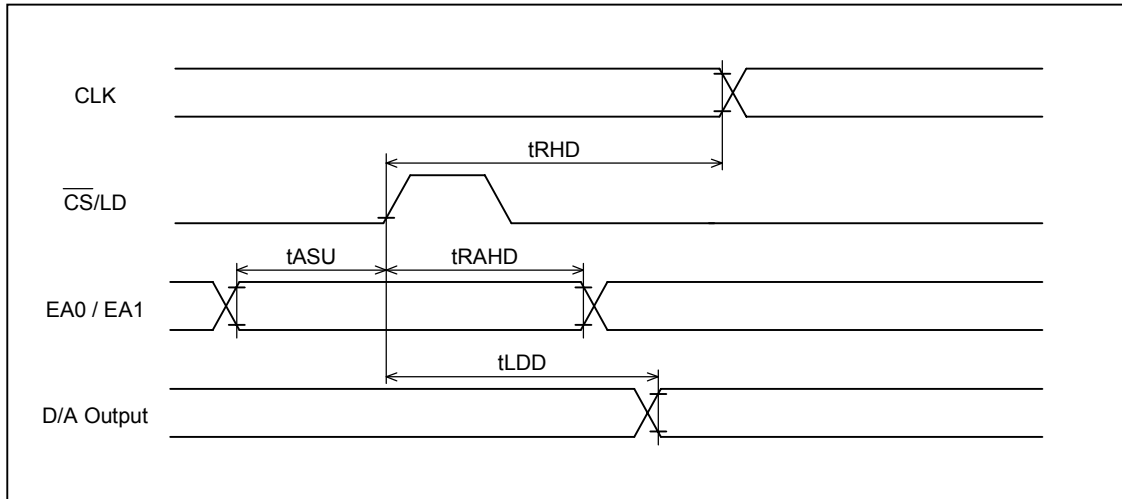 CLK
tRHD
CS/LD
tASU
tRAHD
EA0 / EA1
tLDD
D/A Output